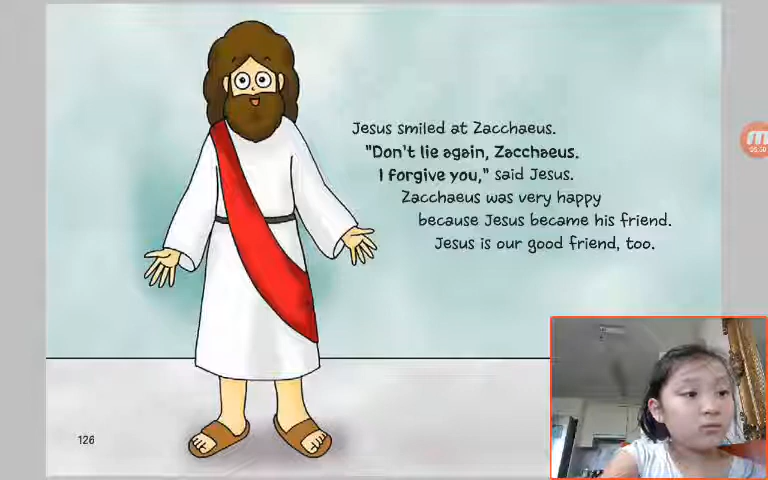 Jesus smiled at Zacchaeus.
"Don't lie again, Zacchaeus.
I forgive you," said Jesus.
Zacchaeus was very happy
because Jesus became his friend.
Jesus is our good friend, too.
126